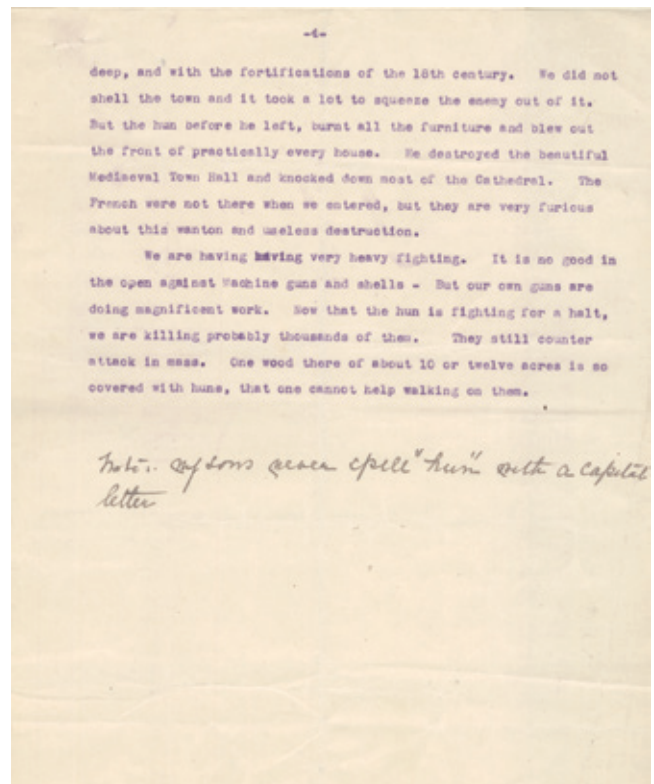 -4-
deep, and with the fortifications of the 18th century. We did not
shell the town and it took a lot to squeeze the enemy out of it.
But the hun before he left, burnt all the furniture and blew out
the front of practically every house. He destroyed the beautiful
Mediaeval Town Hall and knocked down most of the Cathedral. The
French were not there when we entered, but they are very furious
about this wanton and useless destruction.
We are having having very heavy fighting. It is no good in
the open against Machine guns and shells - But our own guns are
doing magnificent work. Now that the hun is fighting for a halt,
we are killing probably thousands of them. They still counter
attack in mass. One wood there of about 10 or twelve acres is so
covered with huns, that one cannot help walking on them.
Note:- my sons never spell "hun" with a capital
letter